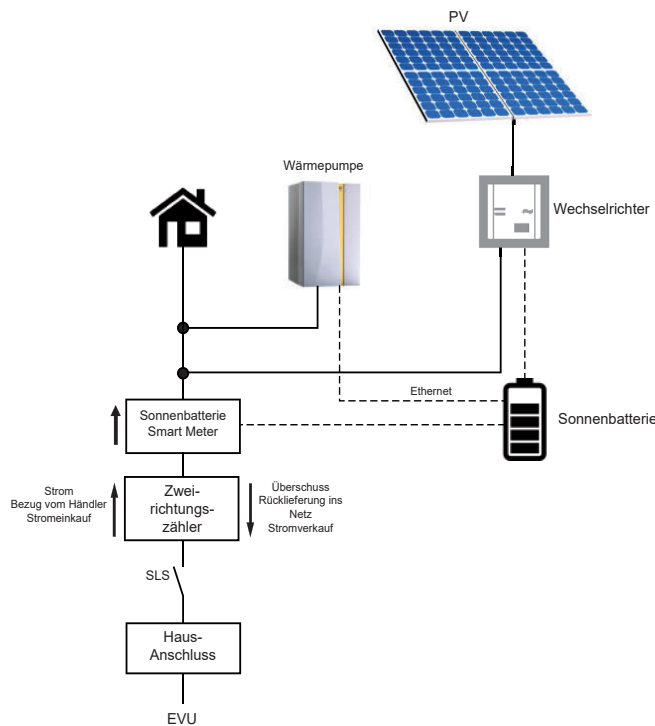 PV
Wärmepumpe
Wechselrichter
= ~
Ethernet
Sonnenbatterie
Smart Meter
Sonnenbatterie
Strom
Bezug vom Händler
Stromeinkauf
Zwei-
richtungs-
zähler
Überschuss
Rücklieferung ins
Netz
Stromverkauf
SLS
Haus-
Anschluss
EVU